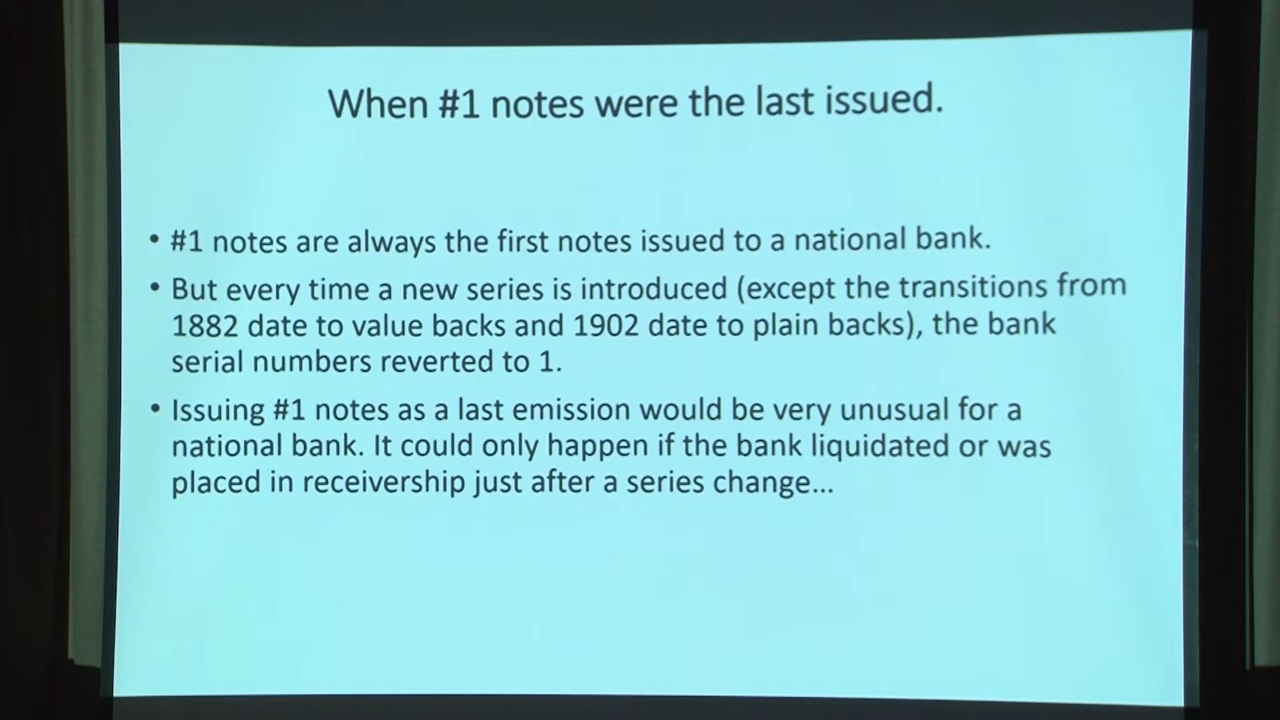 When #1 notes were the last issued.
• #1 notes are always the first notes issued to a national bank.
• But every time a new series is introduced (except the transitions from
1882 date to value backs and 1902 date to plain backs), the bank
serial numbers reverted to 1.
• Issuing #1 notes as a last emission would be very unusual for a
national bank. It could only happen if the bank liquidated or was
placed in receivership just after a series change...